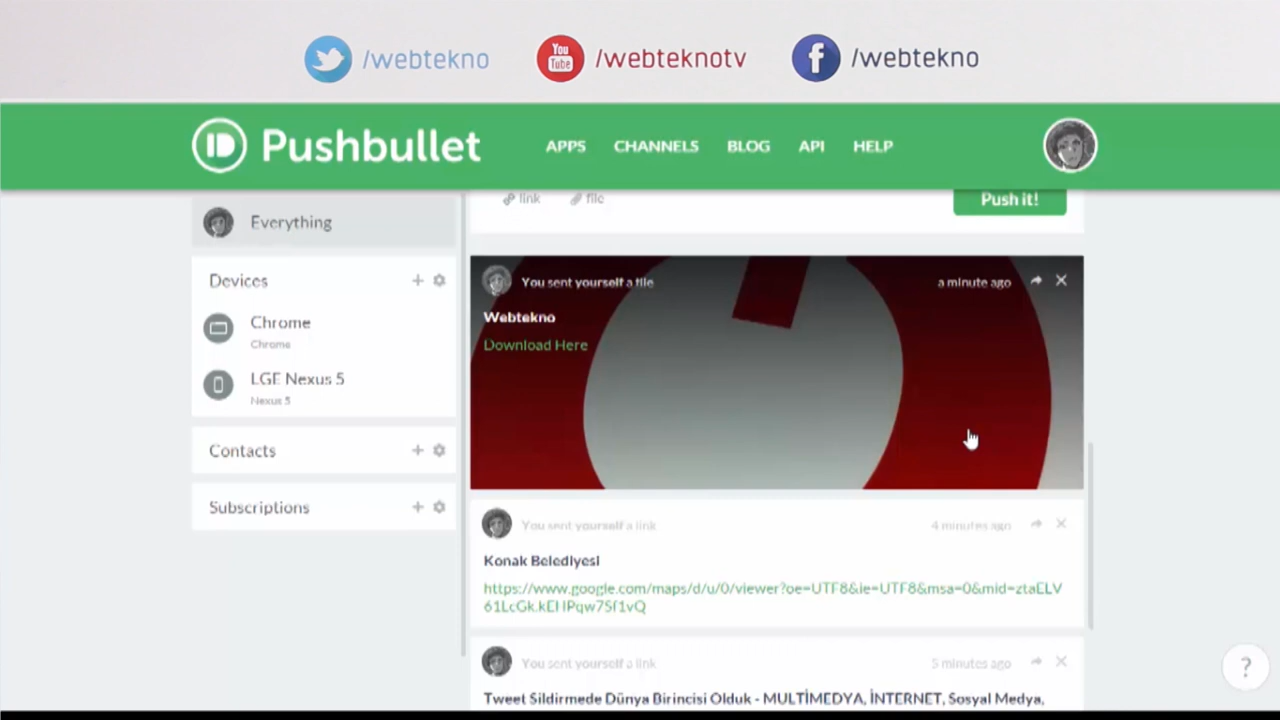 /webtekno
You Tube
/webteknotv
/webtekno
Pushbullet
APPS
CHANNELS
BLOG
API
HELP
Everything
Devices
Chrome
Chrome
LGE Nexus 5
Nexus 5
Contacts
Subscriptions
link
file
Push it!
You sent yourself a file
a minute ago
Webtekno
Download Here
You sent yourself a link
4 minutes ago
Konak Belediyesi
https://www.google.com/maps/d/u/0/viewer?oe=UTF8&ie=UTF8&msa=0&mid=ztaELV
You sent yourself a link
5 minutes ago
Tweet Sildirmede Dünya Birincisi Olduk - MULTİMEDYA, İNTERNET, Sosyal Medya,
?